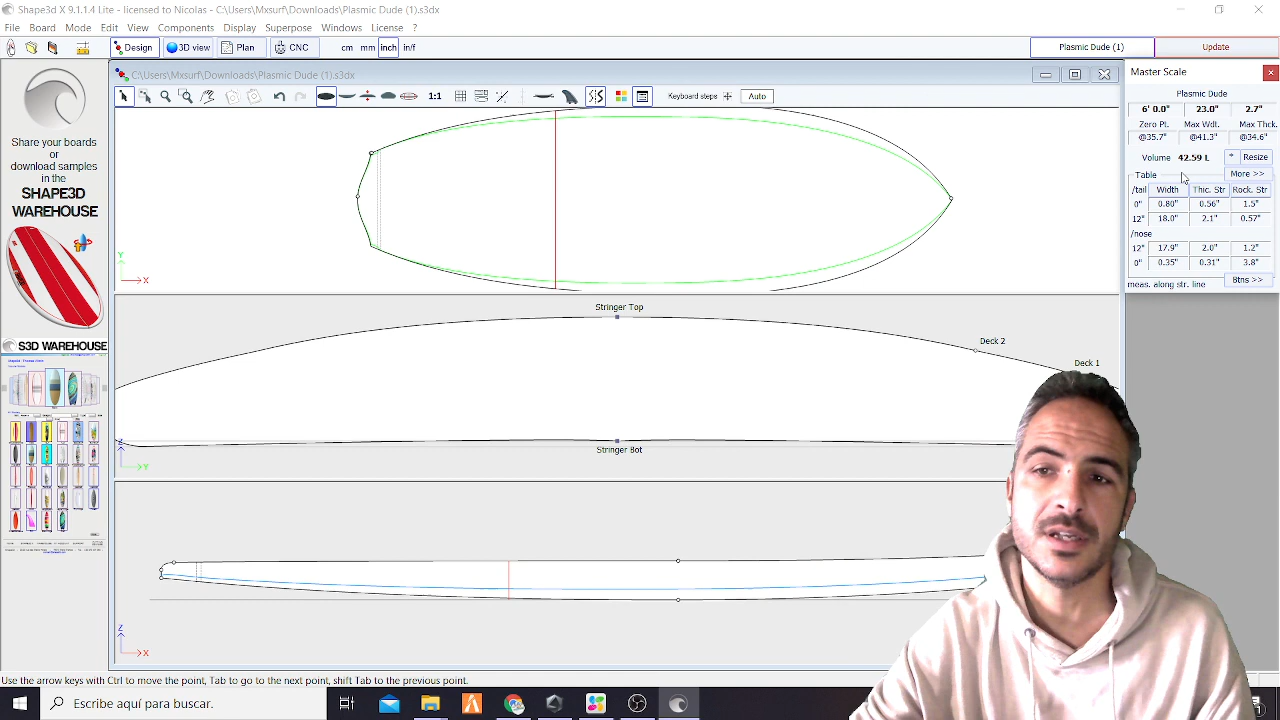 Shape3d X 9.1.1.4 Lite - licensed to Nicolas - C:\Users\Mxsurf\Downloads\Plasmic Dude (1).s3dx
File Board Mode Edit View Components Display Superpose Windows License ?
Design 3D view Plan CNC cm mm inch in/f Plasmic Dude (1) Update
C:\Users\Mxsurf\Downloads\Plasmic Dude (1).s3dx
1:1 Keyboard steps Auto
Share your boards
or
download samples
in the
SHAPE3D
WAREHOUSE
S3D WAREHOUSE
Stringer Top
Deck 2
Deck 1
Stringer Bot
Y
X
Z
Y
Z
X
Master Scale
Plasmic Dude
6' 0.0" 23.0" 2.7"
Zero Pl. Max Wdt. Max Thck.
@35.7" @41.3" @34.6"
Volume 42.59 L * Resize
Table More >>
/tail Width Thic. Str Rock. Str
0" 0.80" 0.56" 1.5"
12" 18.0" 2.1" 0.57"
/nose
12" 17.9" 2.0" 1.2"
0" 0.35" 0.31" 3.8"
meas. along str. line Btns >>
Use the arrow keys with Ctrl to move the point, Tab to go to the next point, shift Tab to the previous point.
Escribe aquí para buscar.